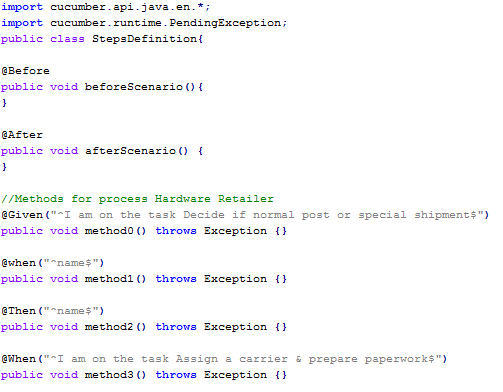 import cucumber.api.java.en.*;
import cucumber.runtime.PendingException;
public class StepsDefinition{
@Before
public void beforeScenario(){
}
@After
public void afterScenario() {
}
//Methods for process Hardware Retailer
@Given("^I am on the task Decide if normal post or special shipment$")
public void method0() throws Exception {}
@when("^name$")
public void method1() throws Exception {}
@Then("^name$")
public void method2() throws Exception {}
@When("^I am on the task Assign a carrier & prepare paperwork$")
public void method3() throws Exception {}